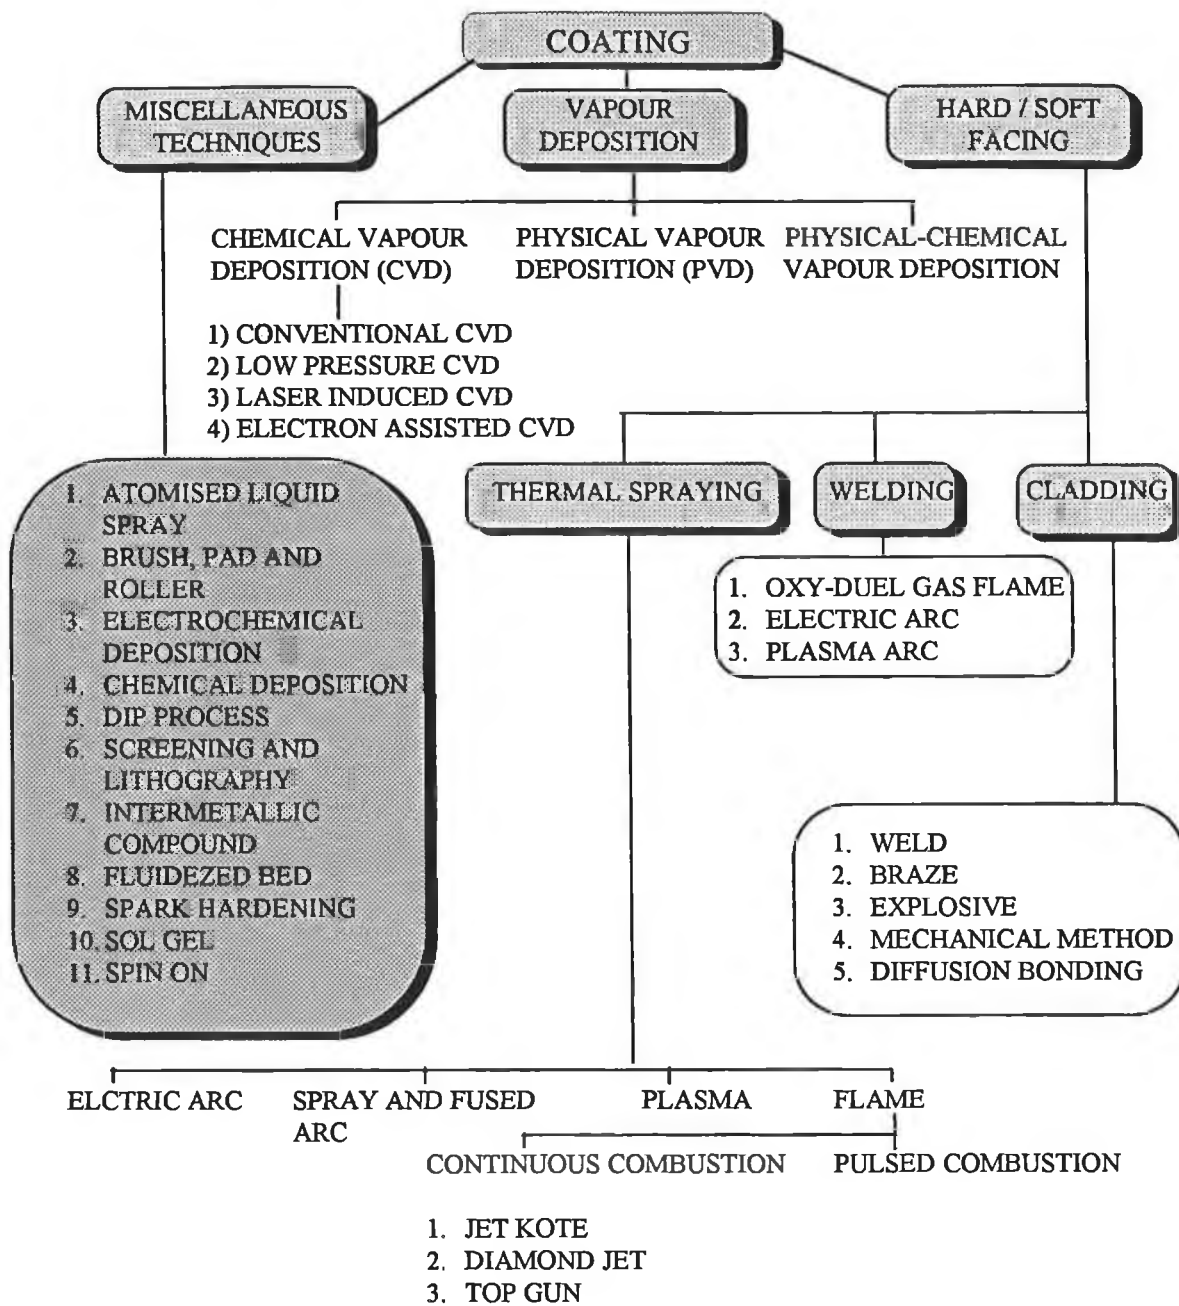 COATING
MISCELLANEOUS
TECHNIQUES
VAPOUR
DEPOSITION
HARD / SOFT
FACING
CHEMICAL VAPOUR
DEPOSITION (CVD)
PHYSICAL VAPOUR
DEPOSITION (PVD)
PHYSICAL-CHEMICAL
VAPOUR DEPOSITION
1) CONVENTIONAL CVD
2) LOW PRESSURE CVD
3) LASER INDUCED CVD
4) ELECTRON ASSISTED CVD
1. ATOMISED LIQUID
SPRAY
2. BRUSH, PAD AND
ROLLER
3. ELECTROCHEMICAL
DEPOSITION
4. CHEMICAL DEPOSITION
5. DIP PROCESS
6. SCREENING AND
LITHOGRAPHY
7. INTERMETALLIC
COMPOUND
8. FLUIDEZED BED
9. SPARK HARDENING
10. SOL GEL
11. SPIN ON
THERMAL SPRAYING
WELDING
CLADDING
1. OXY-DUEL GAS FLAME
2. ELECTRIC ARC
3. PLASMA ARC
1. WELD
2. BRAZE
3. EXPLOSIVE
4. MECHANICAL METHOD
5. DIFFUSION BONDING
ELCTRIC ARC
SPRAY AND FUSED
ARC
PLASMA
FLAME
CONTINUOUS COMBUSTION
PULSED COMBUSTION
1. JET KOTE
2. DIAMOND JET
3. TOP GUN